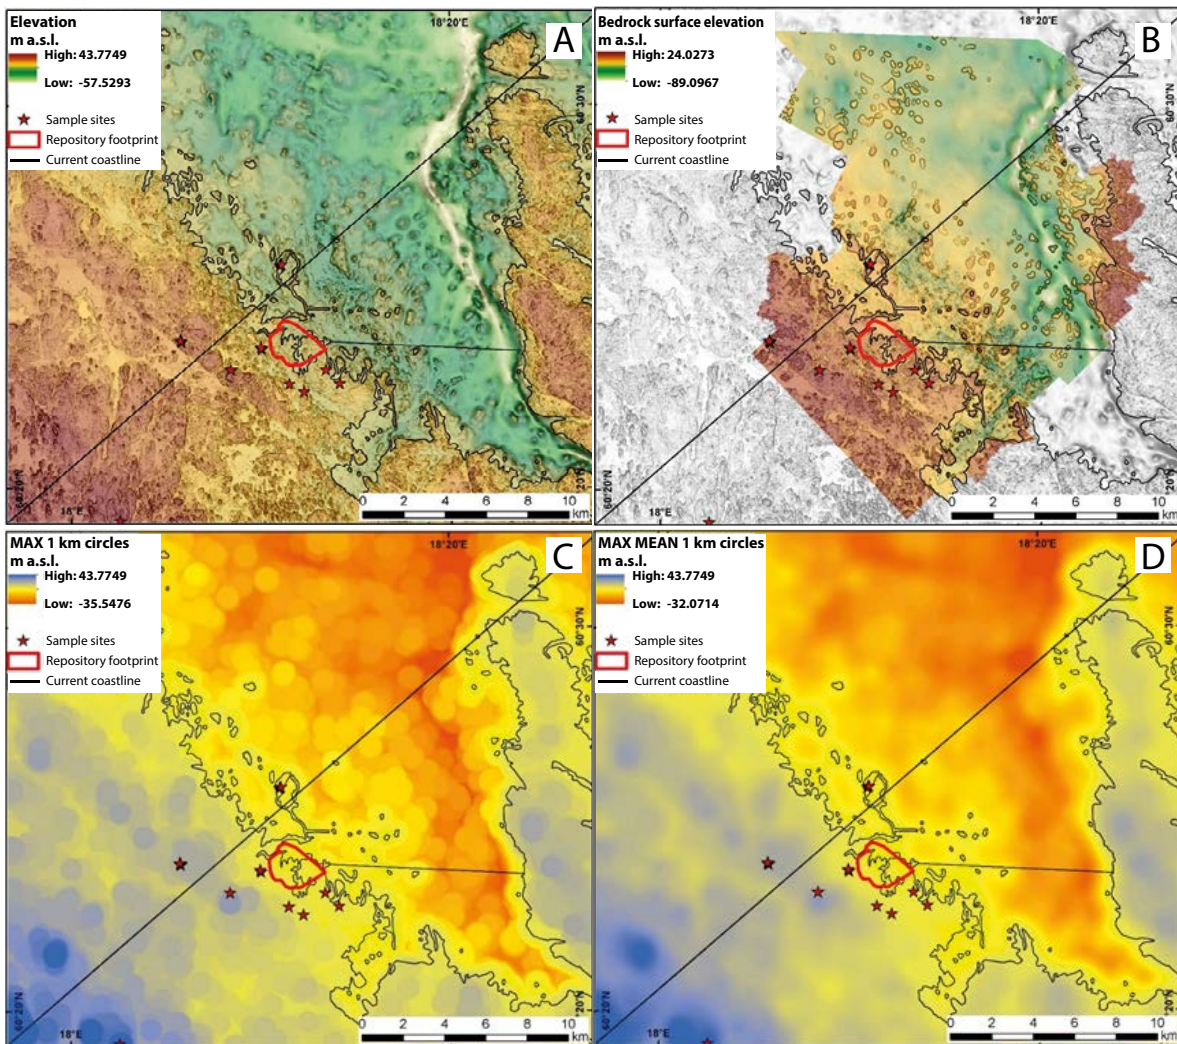 Elevation
m a.s.l.
High: 43.7749
Low: -57.5293
Sample sites
Repository footprint
Current coastline
18°20'E
A
60°30'N
60°20'N
18°E
20'N
0 2 4 6 8 10
km
Bedrock surface elevation
m a.s.l.
High: 24.0273
Low: -89.0967
Sample sites
Repository footprint
Current coastline
18°20'E
B
60°30'N
60°20'N
18°E
20'N
0 2 4 6 8 10
km
MAX 1 km circles
m a.s.l.
High: 43.7749
Low: -35.5476
Sample sites
Repository footprint
Current coastline
18°20'E
C
60°30'N
60°20'N
18°E
20'N
0 2 4 6 8 10
km
MAX MEAN 1 km circles
m a.s.l.
High: 43.7749
Low: -32.0714
Sample sites
Repository footprint
Current coastline
18°20'E
D
60°30'N
60°20'N
18°E
20'N
0 2 4 6 8 10
km